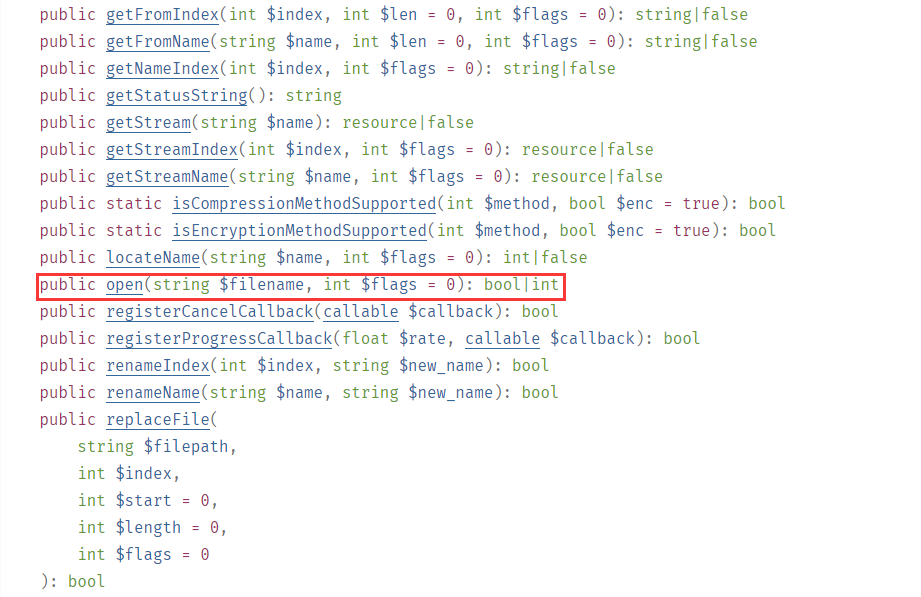 public getFromIndex(int $index, int $len = 0, int $flags = 0): string|false
public getFromName(string $name, int $len = 0, int $flags = 0): string|false
public getNameIndex(int $index, int $flags = 0): string|false
public getStatusString(): string
public getStream(string $name): resource|false
public getStreamIndex(int $index, int $flags = 0): resource|false
public getStreamName(string $name, int $flags = 0): resource|false
public static isCompressionMethodSupported(int $method, bool $enc = true): bool
public static isEncryptionMethodSupported(int $method, bool $enc = true): bool
public locateName(string $name, int $flags = 0): int|false
public open(string $filename, int $flags = 0): bool|int
public registerCancelCallback(callable $callback): bool
public registerProgressCallback(float $rate, callable $callback): bool
public renameIndex(int $index, string $new_name): bool
public renameName(string $name, string $new_name): bool
public replaceFile(
    string $filepath,
    int $index,
    int $start = 0,
    int $length = 0,
    int $flags = 0
): bool